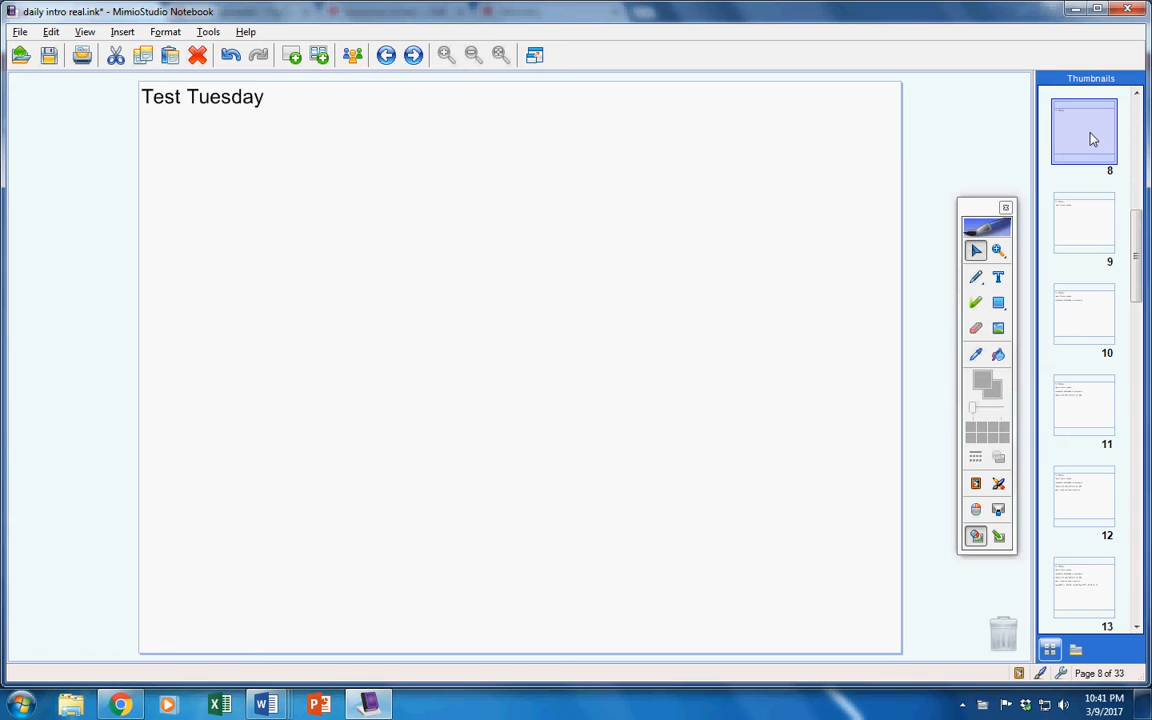 daily intro real.ink* - MimioStudio Notebook
File Edit View Insert Format Tools Help
Thumbnails
Test Tuesday
8
9
10
11
12
13
Page 8 of 33
10:41 PM
3/9/2017